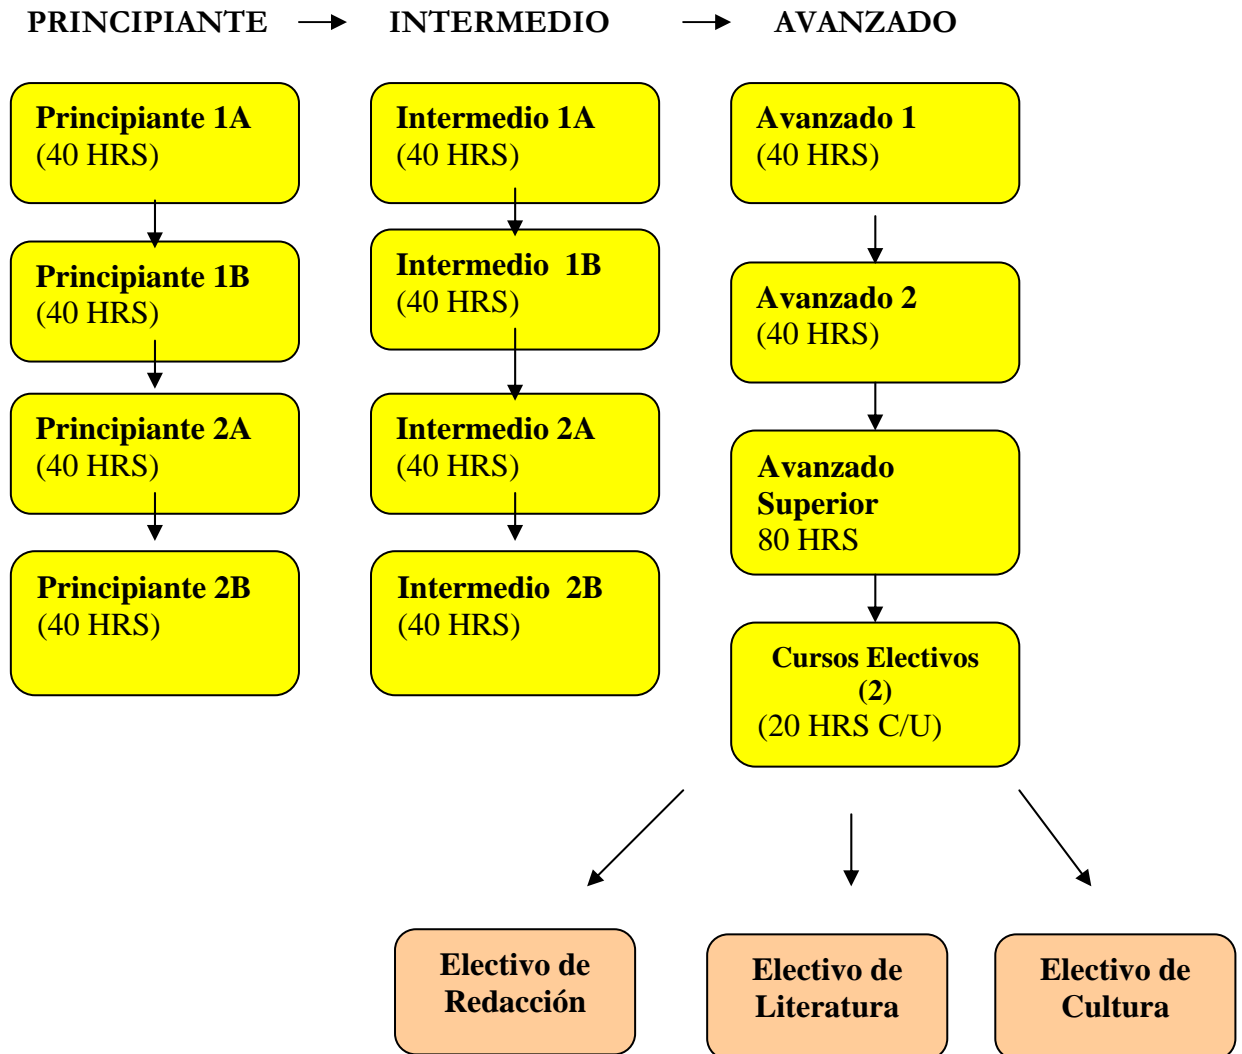 PRINCIPIANTE → INTERMEDIO → AVANZADO
Principiante 1A
(40 HRS)
Principiante 1B
(40 HRS)
Principiante 2A
(40 HRS)
Principiante 2B
(40 HRS)
Intermedio 1A
(40 HRS)
Intermedio 1B
(40 HRS)
Intermedio 2A
(40 HRS)
Intermedio 2B
(40 HRS)
Avanzado 1
(40 HRS)
Avanzado 2
(40 HRS)
Avanzado
Superior
80 HRS
Cursos Electivos
(2)
(20 HRS C/U)
Electivo de
Redacción
Electivo de
Literatura
Electivo de
Cultura